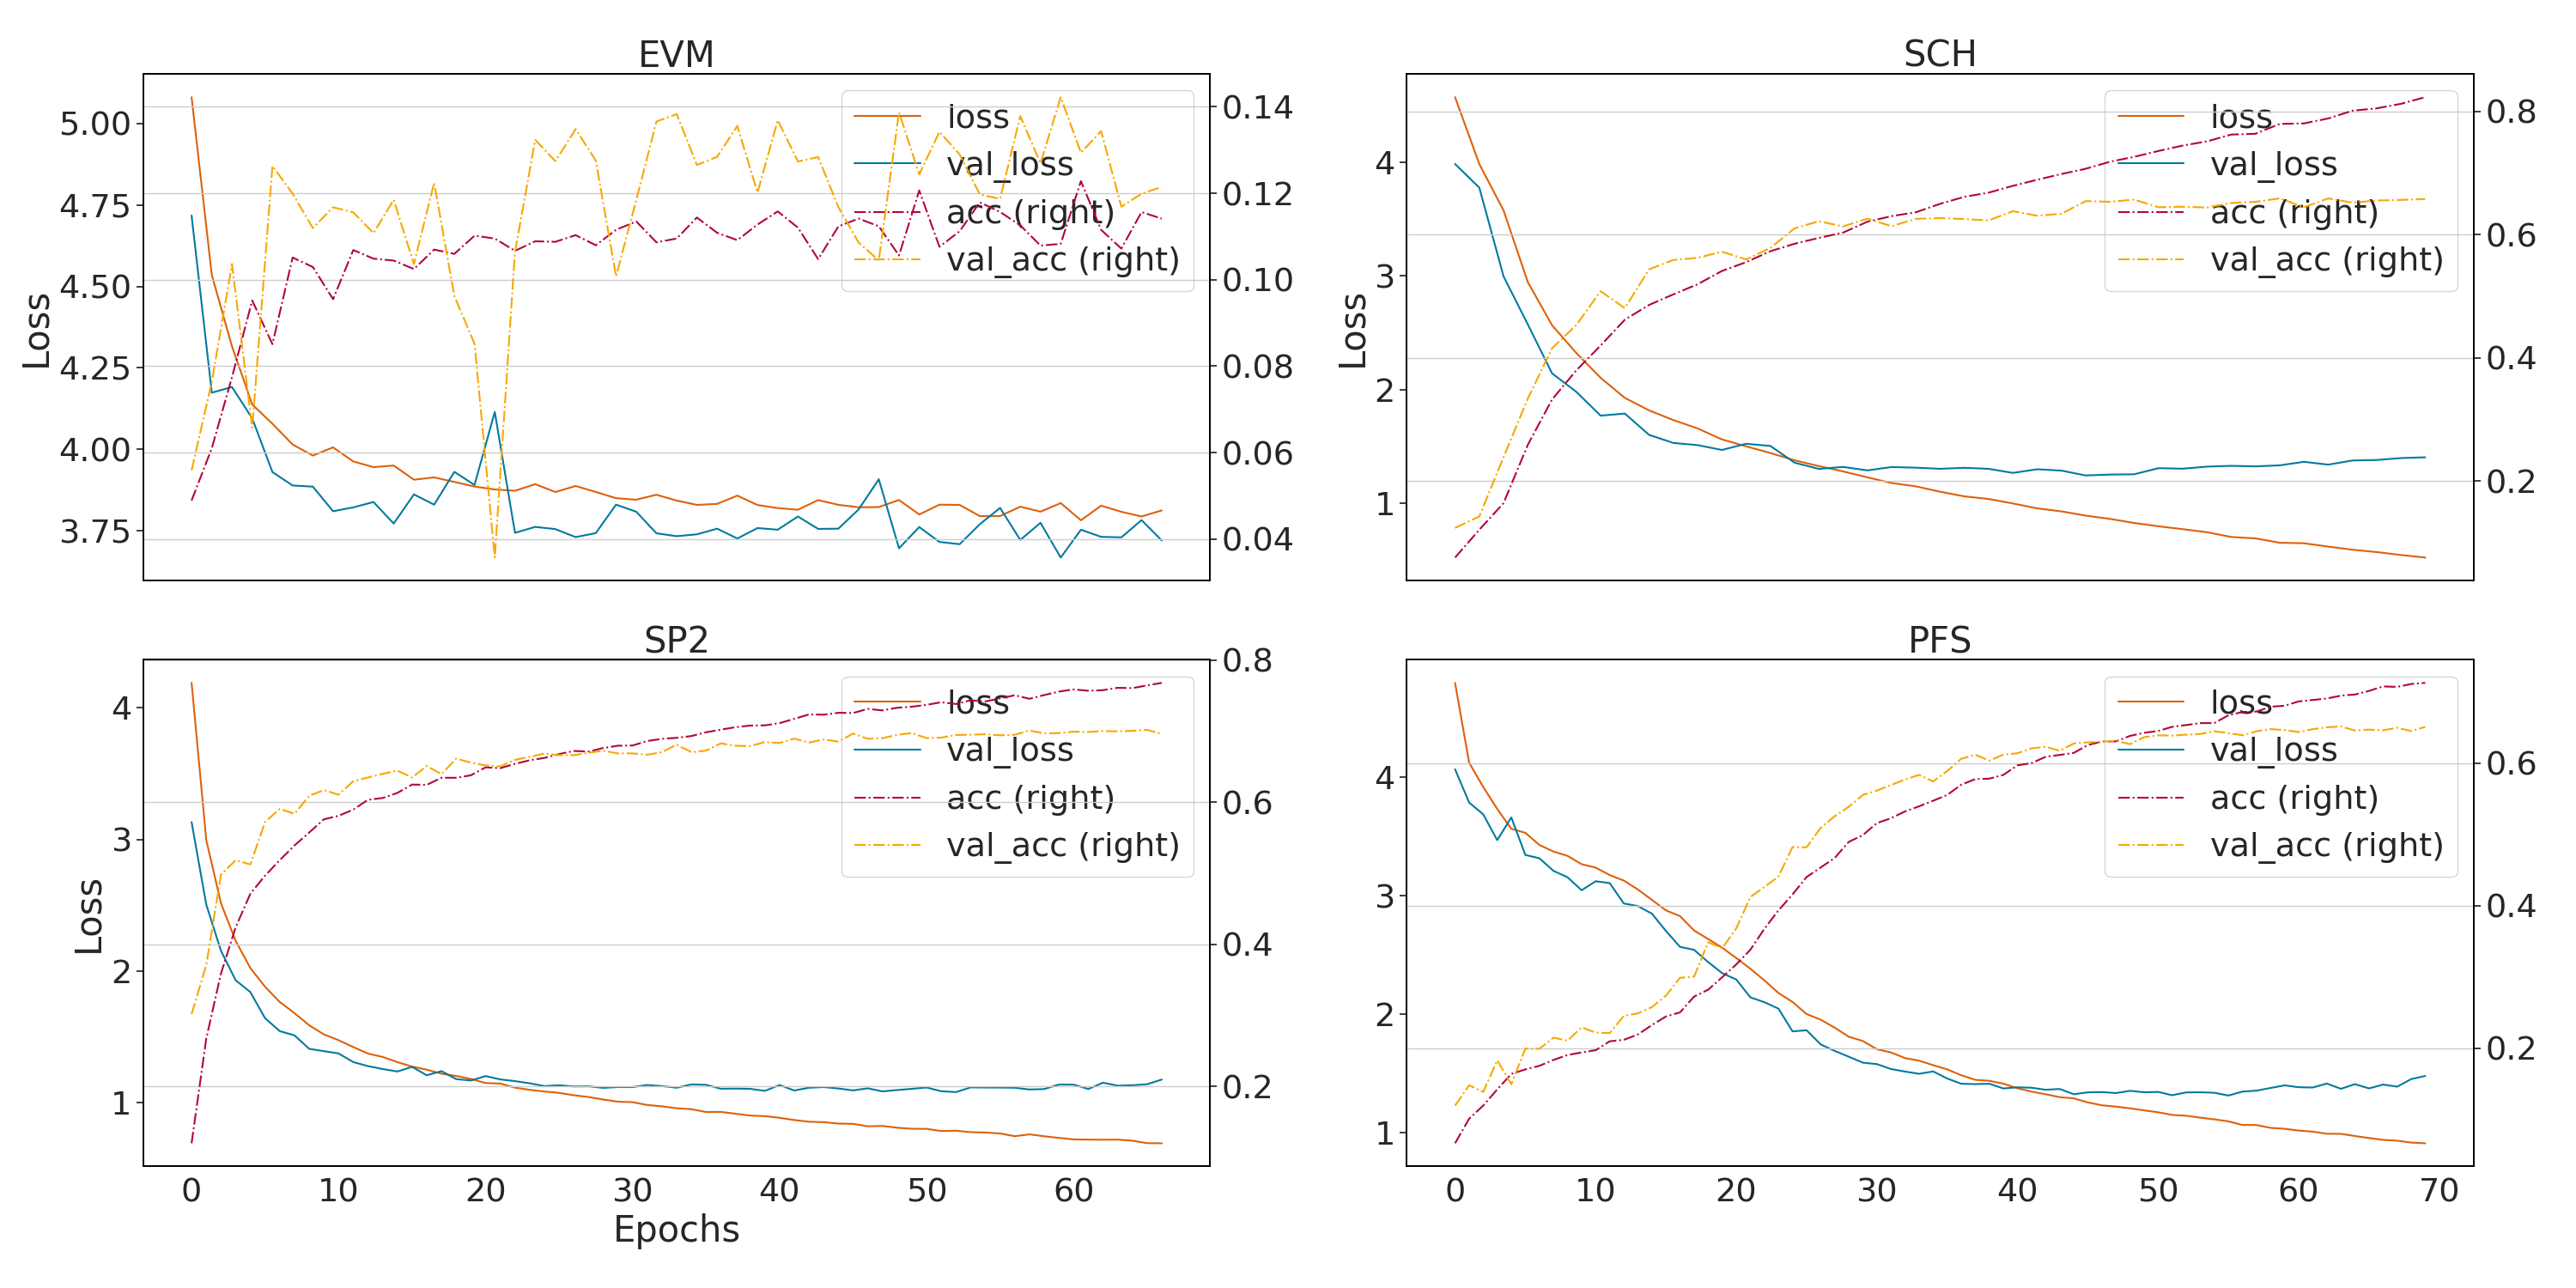 EVM
5.00
4.75
4.50
4.25
4.00
3.75
Loss
0.14
0.12
0.10
0.08
0.06
0.04
loss
val_loss
acc (right)
val_acc (right)
SCH
4
3
2
1
Loss
0.8
0.6
0.4
0.2
loss
val_loss
acc (right)
val_acc (right)
SP2
4
3
2
1
Loss
0.8
0.6
0.4
0.2
loss
val_loss
acc (right)
val_acc (right)
0 10 20 30 40 50 60
Epochs
PFS
4
3
2
1
0.6
0.4
0.2
loss
val_loss
acc (right)
val_acc (right)
0 10 20 30 40 50 60 70